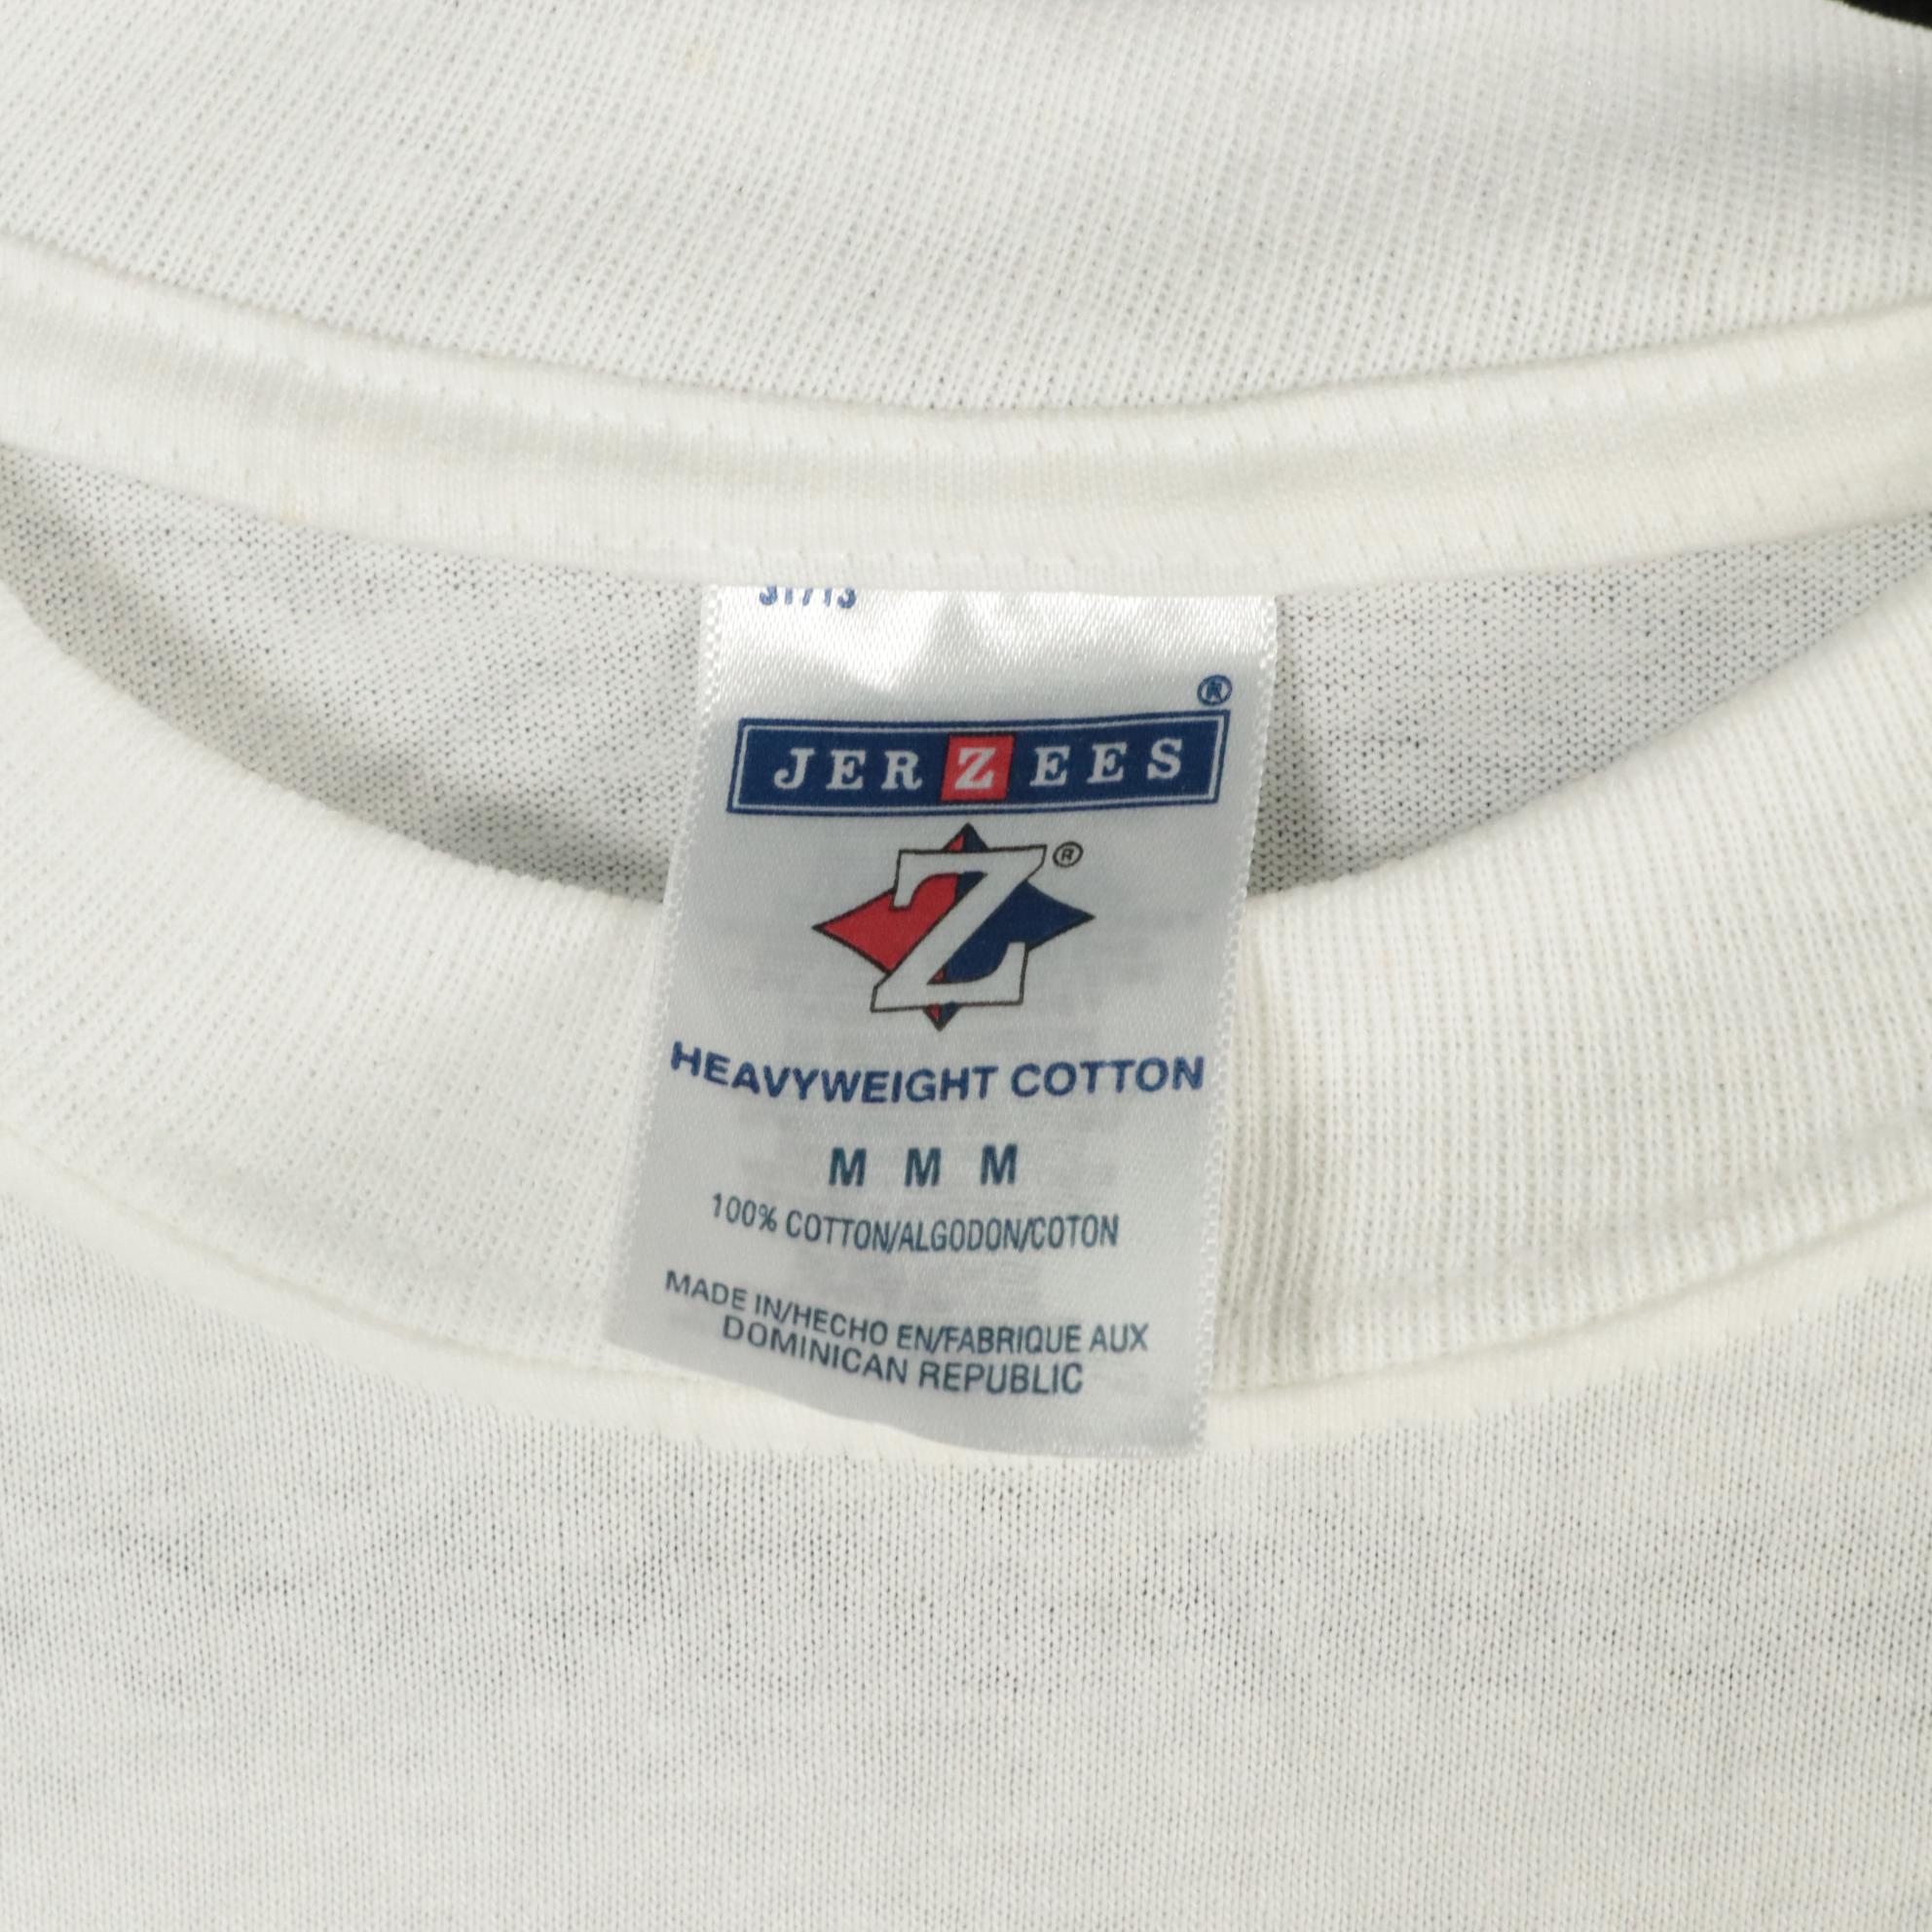 JERZEES®
Z®
HEAVYWEIGHT COTTON
M M M
100% COTTON/ALGODON/COTON
MADE IN/HECHO EN/FABRIQUE AUX
DOMINICAN REPUBLIC